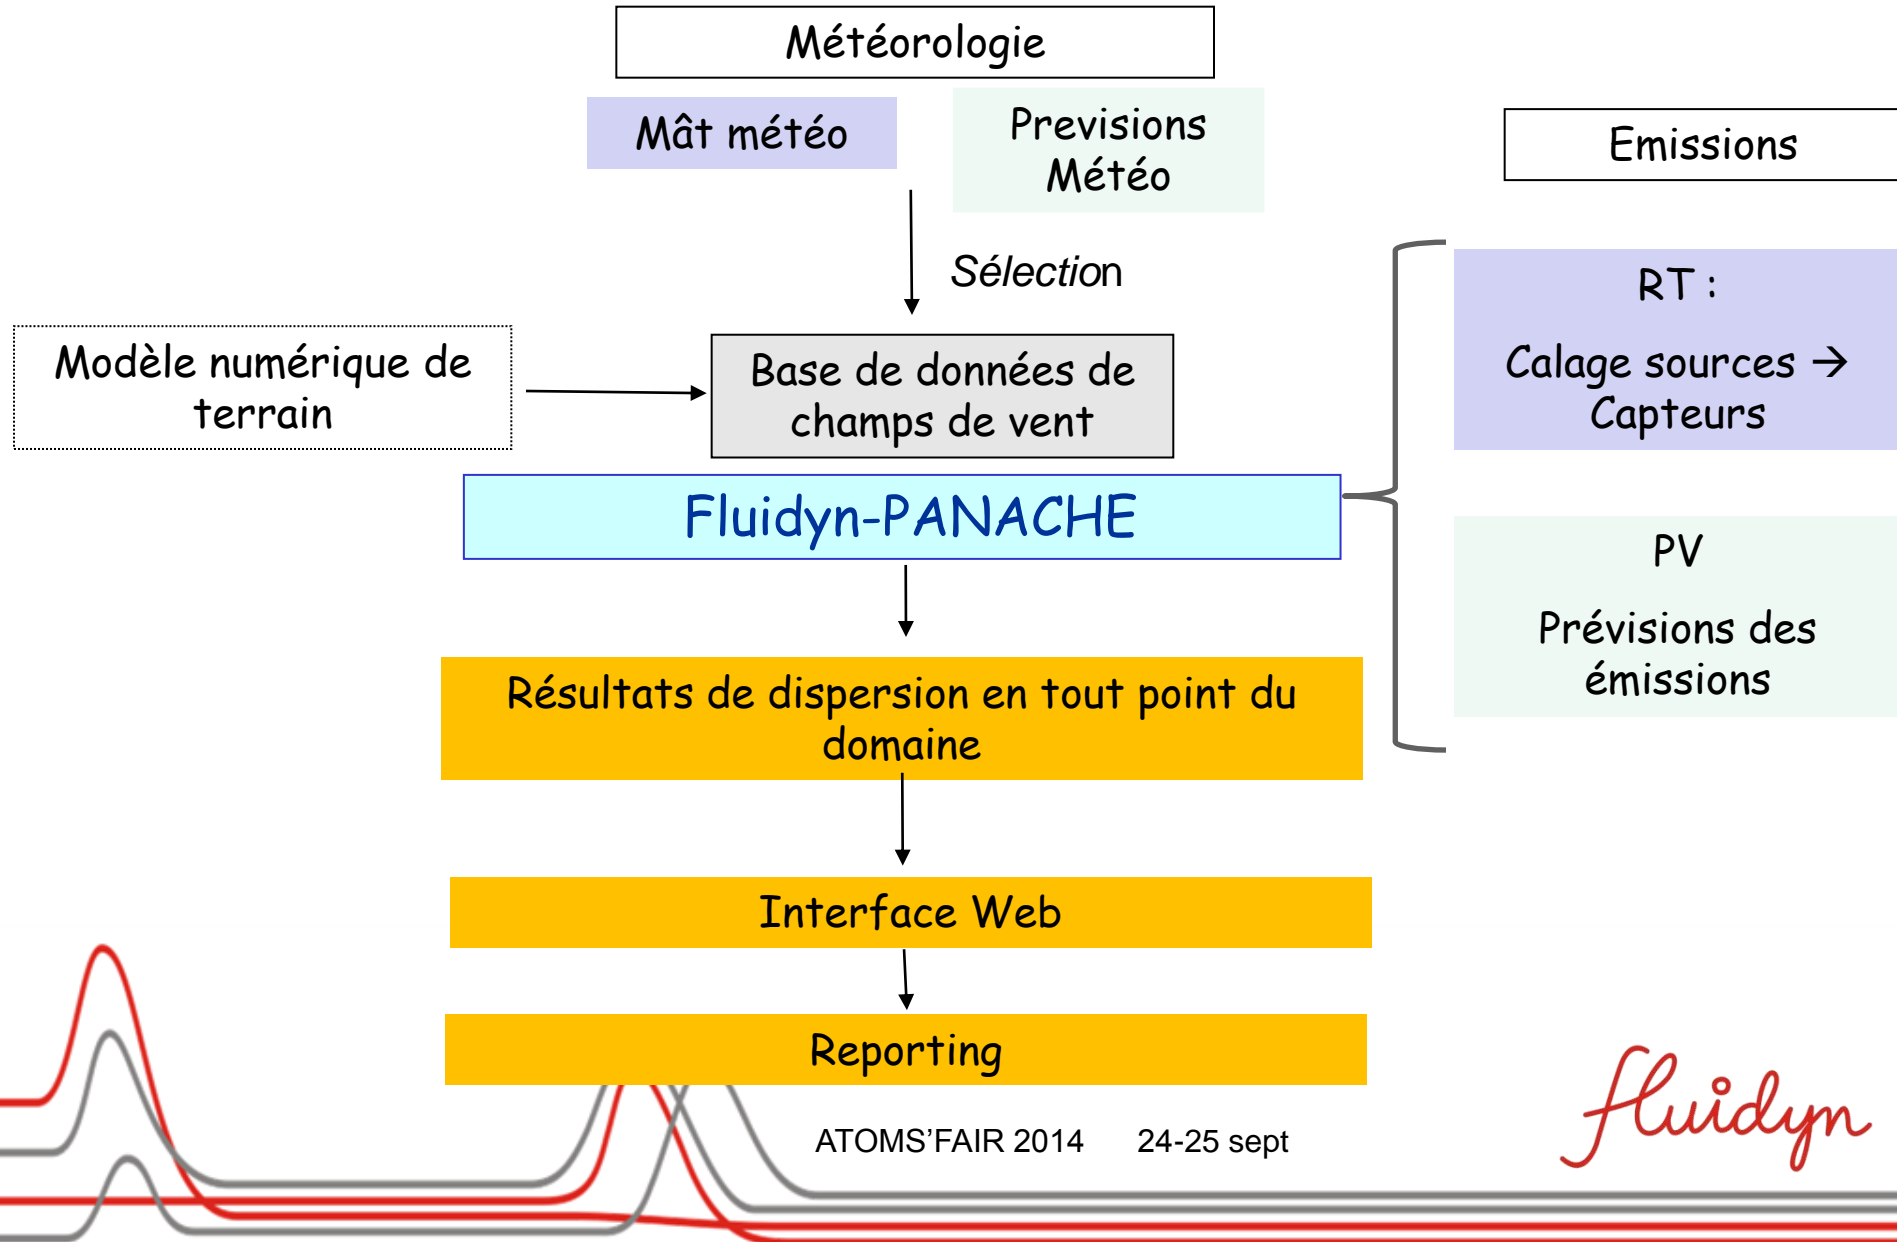 Météorologie
Mât météo
Previsions
Météo
Emissions
Sélection
RT :
Calage sources →
Capteurs
Modèle numérique de
terrain
Base de données de
champs de vent
Fluidyn-PANACHE
PV
Prévisions des
émissions
Résultats de dispersion en tout point du
domaine
Interface Web
Reporting
ATOMS'FAIR 2014 24-25 sept
fluidyn